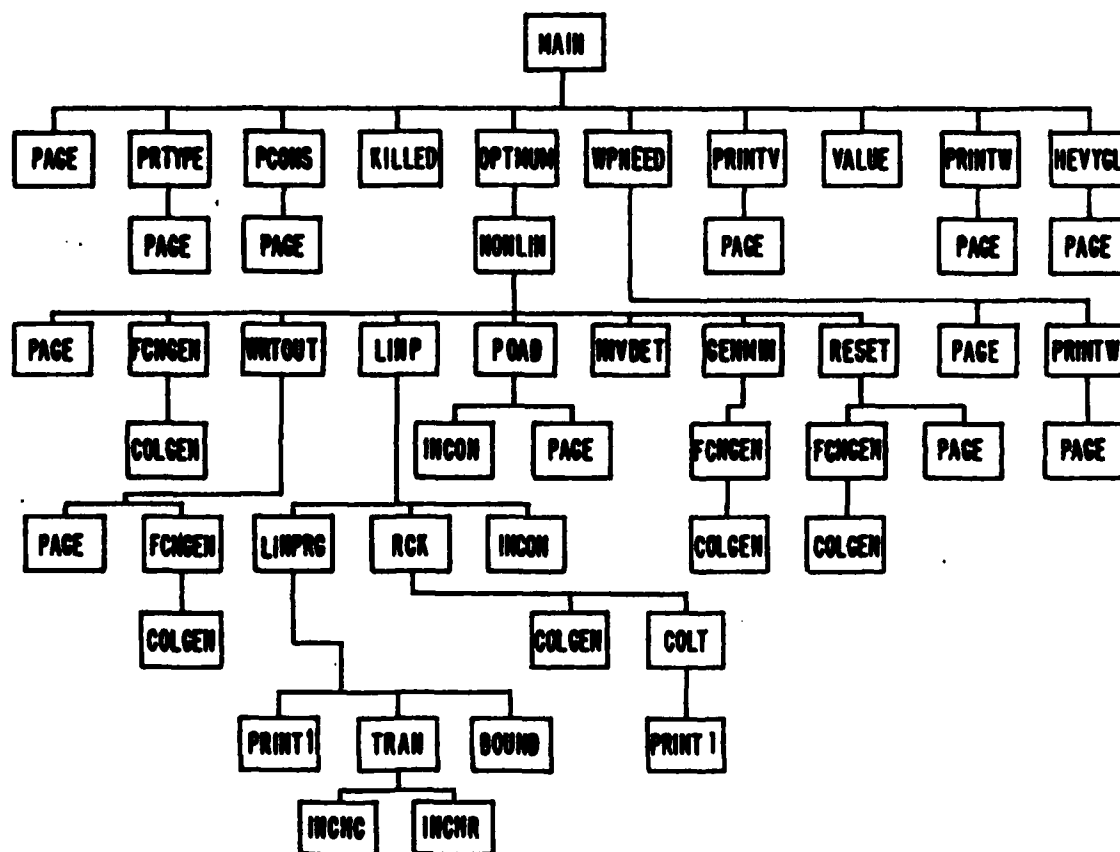 MAIN
PAGE PRTYPE PCONS KILLED OPTMUM WPNEED PRINTV VALUE PRINTW HEVYGL
PAGE PAGE NONLIN PAGE PAGE PAGE
PAGE FCNGEN WRTOUT LINP POAD GENMIN RESET PAGE PRINTW
COLGEN INCON PAGE FCNGEN FCNGEN PAGE PAGE
PAGE FCNGEN LINPRG RCK INCON COLGEN COLGEN
COLGEN COLGEN COLT
PRINT1 TRAN BOUND PRINT1
INCNC INCNR